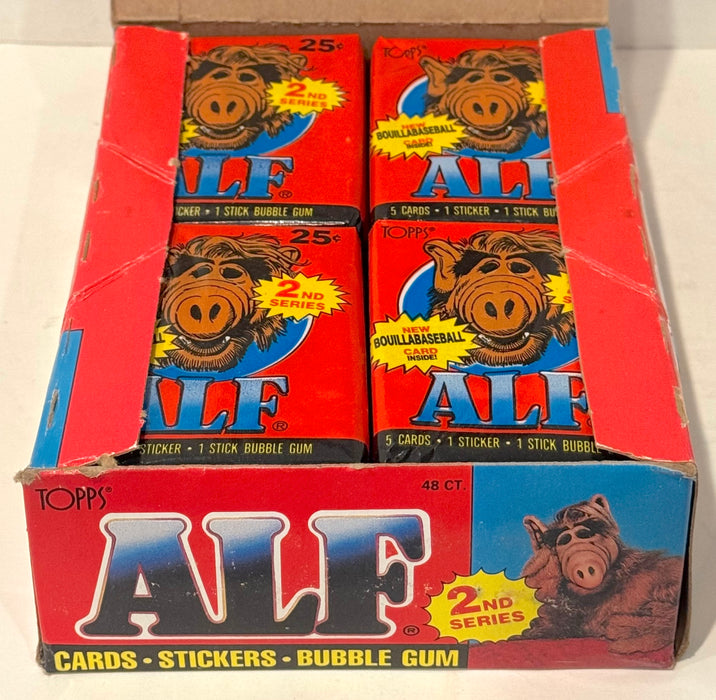 25¢
2ND
SERIES
ALF®
STICKER • 1 STICK BUBBLE GUM
TOPPS®
NEW
BOUILLABASEBALL
CARD
INSIDE!
ALF
5 CARDS • 1 STICKER • 1 STICK BUBBLE
25¢
2ND
SERIES
ALF®
STICKER • 1 STICK BUBBLE GUM
TOPPS®
NEW
BOUILLABASEBALL
CARD
INSIDE!
ALF
5 CARDS • 1 STICKER • 1 STICK BUBBLE
TOPPS®
48 CT.
ALF®
2ND
SERIES
CARDS • STICKERS • BUBBLE GUM